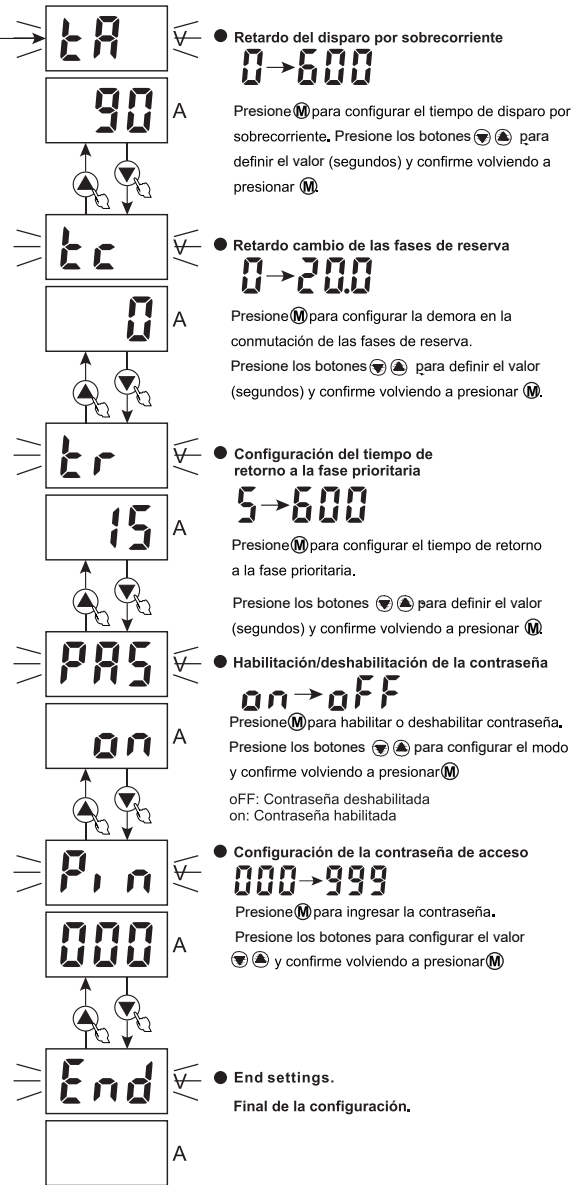 tA V
● Retardo del disparo por sobrecorriente
0→600
90 A
Presione Ⓜ para configurar el tiempo de disparo por
sobrecorriente. Presione los botones ▼ ▲ para
definir el valor (segundos) y confirme volviendo a
presionar Ⓜ.
tc V
● Retardo cambio de las fases de reserva
0→20.0
0 A
Presione Ⓜ para configurar la demora en la
conmutación de las fases de reserva.
Presione los botones ▼ ▲ para definir el valor
(segundos) y confirme volviendo a presionar Ⓜ.
tr V
● Configuración del tiempo de
retorno a la fase prioritaria
5→600
15 A
Presione Ⓜ para configurar el tiempo de retorno
a la fase prioritaria.
Presione los botones ▼ ▲ para definir el valor
(segundos) y confirme volviendo a presionar Ⓜ.
PAS V
● Habilitación/deshabilitación de la contraseña
on→oFF
on A
Presione Ⓜ para habilitar o deshabilitar contraseña.
Presione los botones ▼ ▲ para configurar el modo
y confirme volviendo a presionar Ⓜ
oFF: Contraseña deshabilitada
on: Contraseña habilitada
Pin V
● Configuración de la contraseña de acceso
000→999
000 A
Presione Ⓜ para ingresar la contraseña.
Presione los botones para configurar el valor
▼ ▲ y confirme volviendo a presionar Ⓜ
End V
● End settings.
Final de la configuración.
A